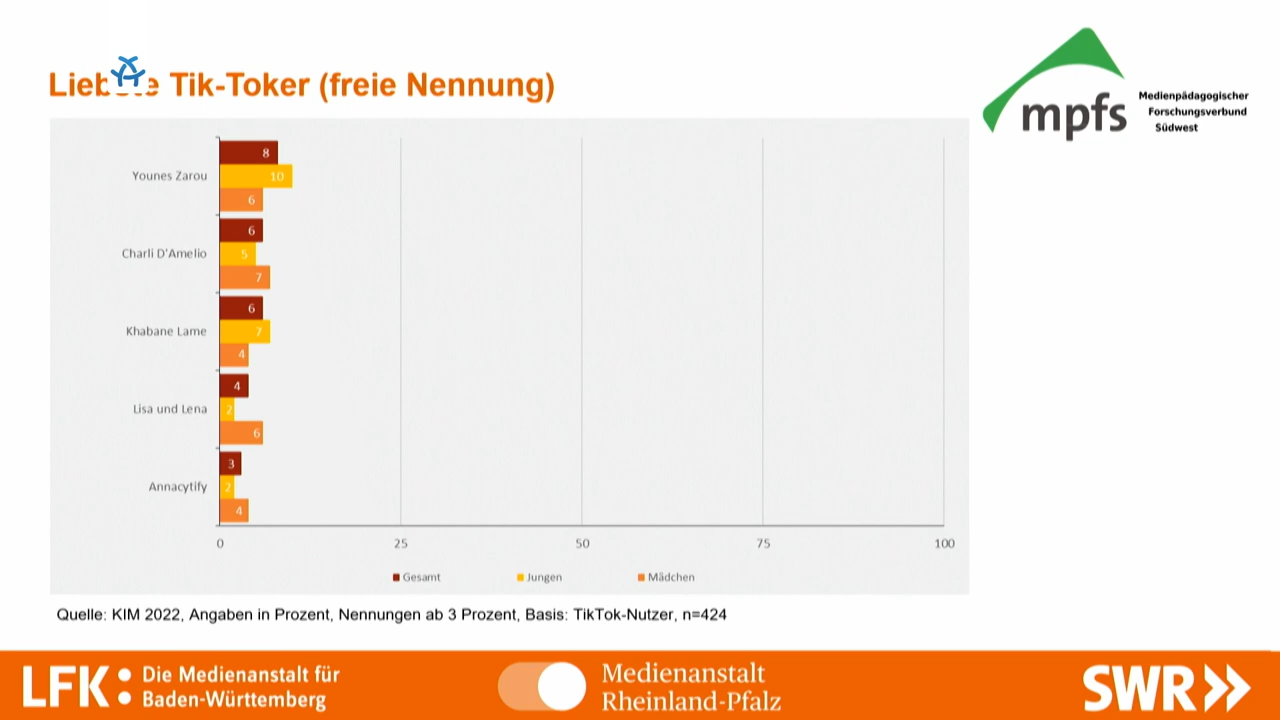 Tik-Toker (freie Nennung)
mpfs
Medienpädagogischer
Forschungsverbund
Südwest
Younes Zarou
8
10
6
Charli D'Amelio
6
5
7
Khabane Lame
6
7
4
Lisa und Lena
4
2
6
Annacytify
3
2
4
0 25 50 75 100
Gesamt Jungen Mädchen
Quelle: KIM 2022, Angaben in Prozent, Nennungen ab 3 Prozent, Basis: TikTok-Nutzer, n=424
LFK
Die Medienanstalt für
Baden-Württemberg
Medienanstalt
Rheinland-Pfalz
SWR